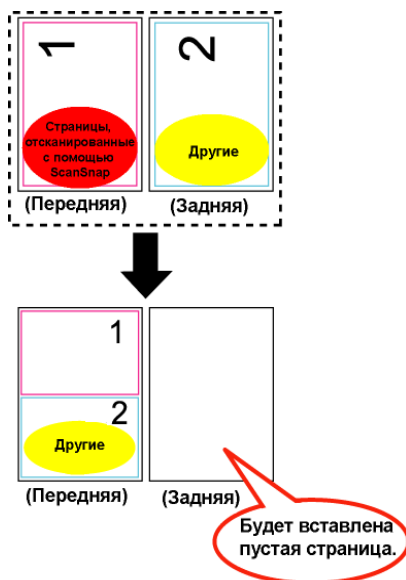 1
2
Страницы,
отсканированные
с помощью
ScanSnap
Другие
(Передняя)
(Задняя)
1
2
Другие
(Передняя)
(Задняя)
Будет вставлена
пустая страница.